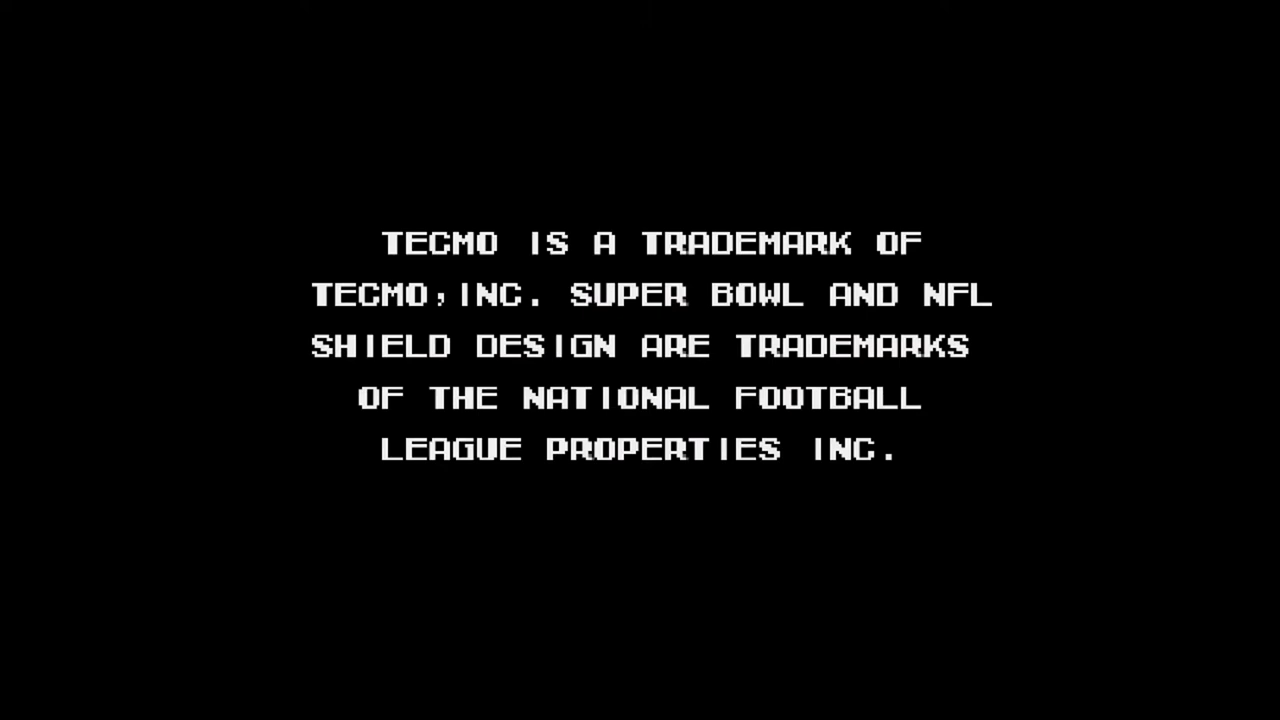 TECMO IS A TRADEMARK OF
TECMO,INC. SUPER BOWL AND NFL
SHIELD DESIGN ARE TRADEMARKS
OF THE NATIONAL FOOTBALL
LEAGUE PROPERTIES INC.